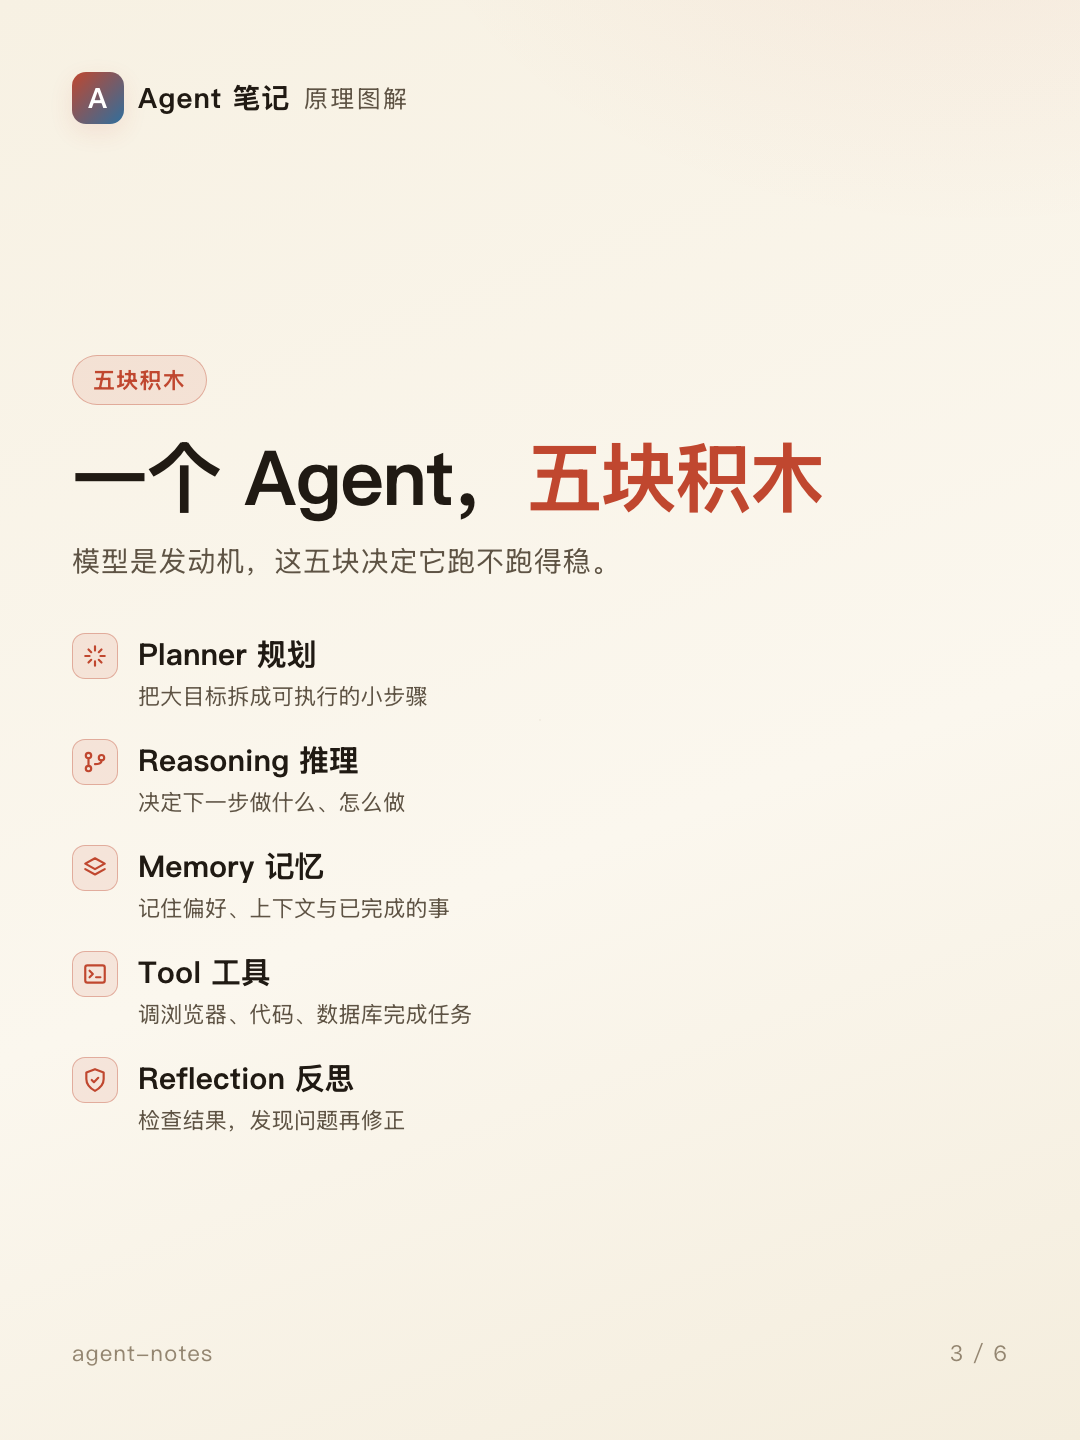 A Agent 笔记 原理图解
五块积木
一个 Agent，五块积木
模型是发动机，这五块决定它跑不跑得稳。
Planner 规划
把大目标拆成可执行的小步骤
Reasoning 推理
决定下一步做什么、怎么做
Memory 记忆
记住偏好、上下文与已完成的事
Tool 工具
调浏览器、代码、数据库完成任务
Reflection 反思
检查结果，发现问题再修正
agent-notes 3 / 6